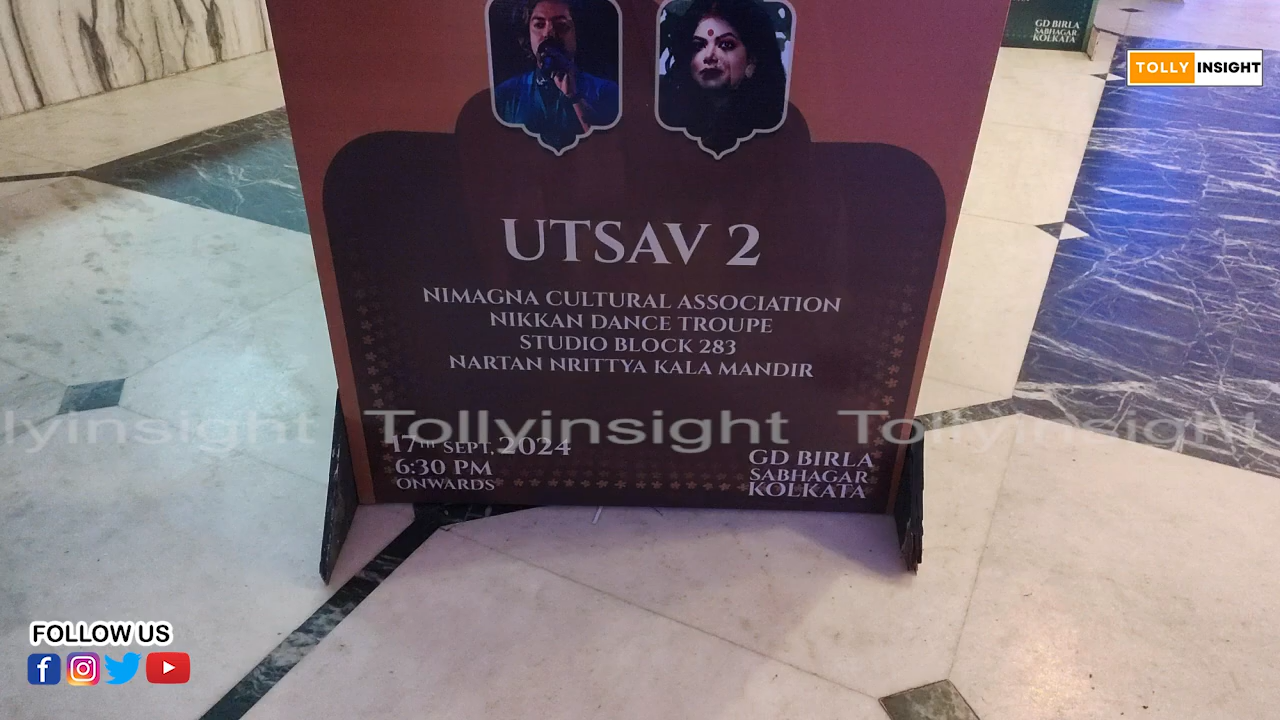 GD BIRLA
SABHAGAR
KOLKATA
TOLLY INSIGHT
UTSAV 2
NIMAGNA CULTURAL ASSOCIATION
NIKKAN DANCE TROUPE
STUDIO BLOCK 283
NARTAN NRITTYA KALA MANDIR
llyinsight Tollyinsight Tollyinsight
17TH SEPT, 2024
6:30 PM
ONWARDS
GD BIRLA
SABHAGAR
KOLKATA
FOLLOW US